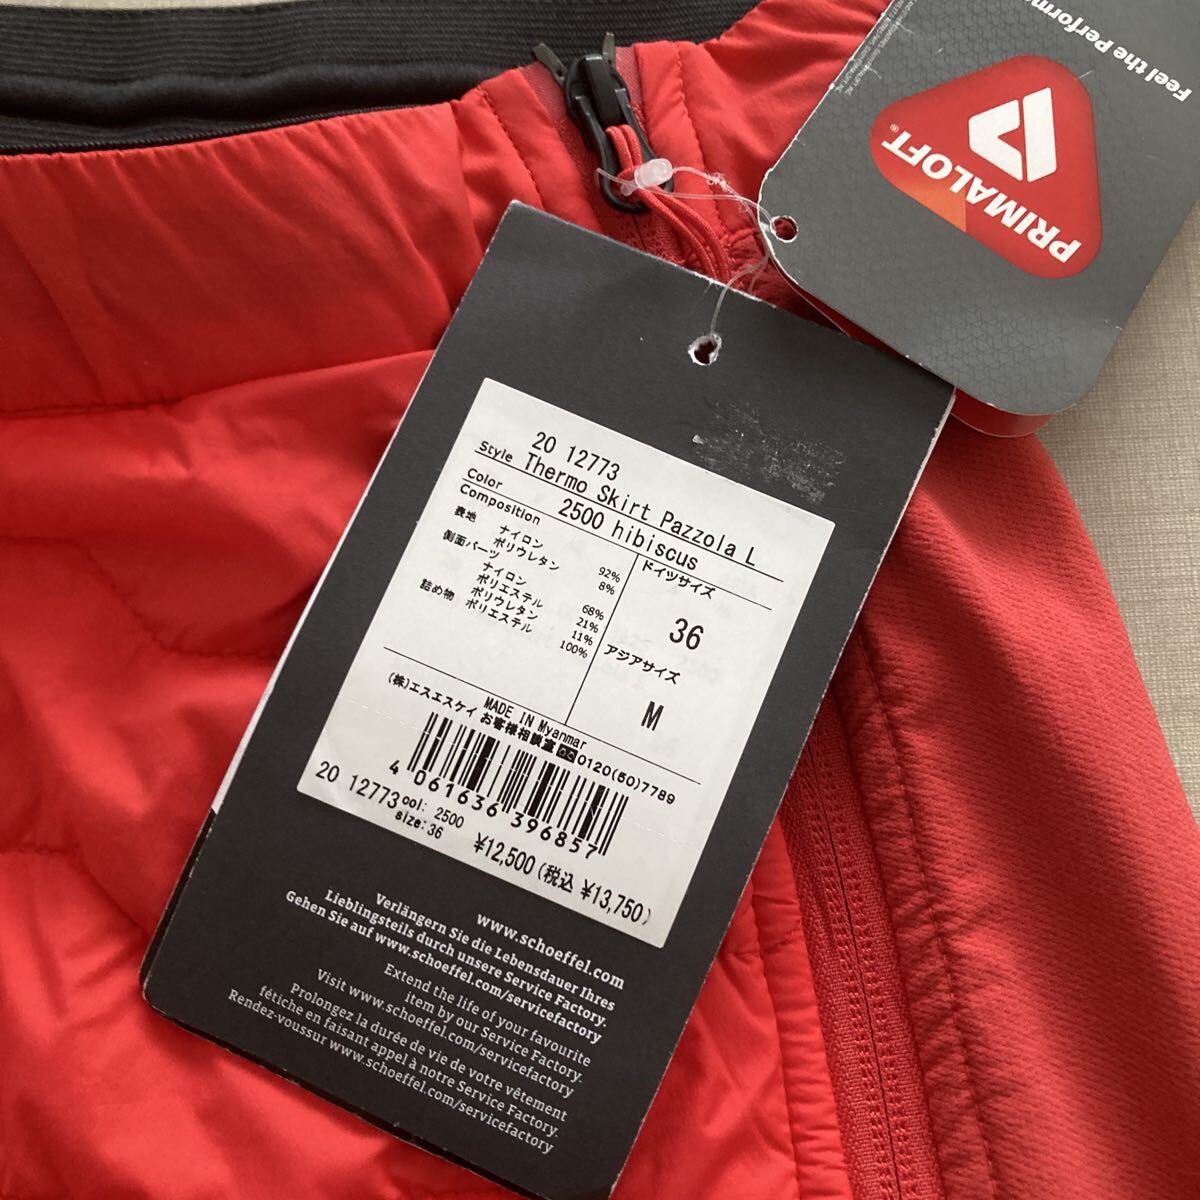 Feel the Performance
PRIMALOFT®
20 12773
Style Thermo Skirt Pazzola L
Color 2500 hibiscus
Composition
表地 ナイロン 92%
ポリウレタン 8%
側面パーツ
ナイロン 68%
ポリエステル 21%
ポリウレタン 11%
詰め物 ポリエステル 100%
ドイツサイズ
36
アジアサイズ
M
MADE IN Myanmar
(株)エスエスケイ お客様相談室 0120(50)7789
4 061636 396857
20 12773 col: 2500
size: 36
¥12,500 (税込 ¥13,750)
www.schoeffel.com
Verlängern Sie die Lebensdauer Ihres
Lieblingsteils durch unsere Service Factory.
Gehen Sie auf www.schoeffel.com/servicefactory
Extend the life of your favourite
item by our Service Factory.
Visit www.schoeffel.com/servicefactory
Prolongez la durée de vie de votre vêtement
fétiche en faisant appel à notre Service Factory.
Rendez-voussur www.schoeffel.com/servicefactory